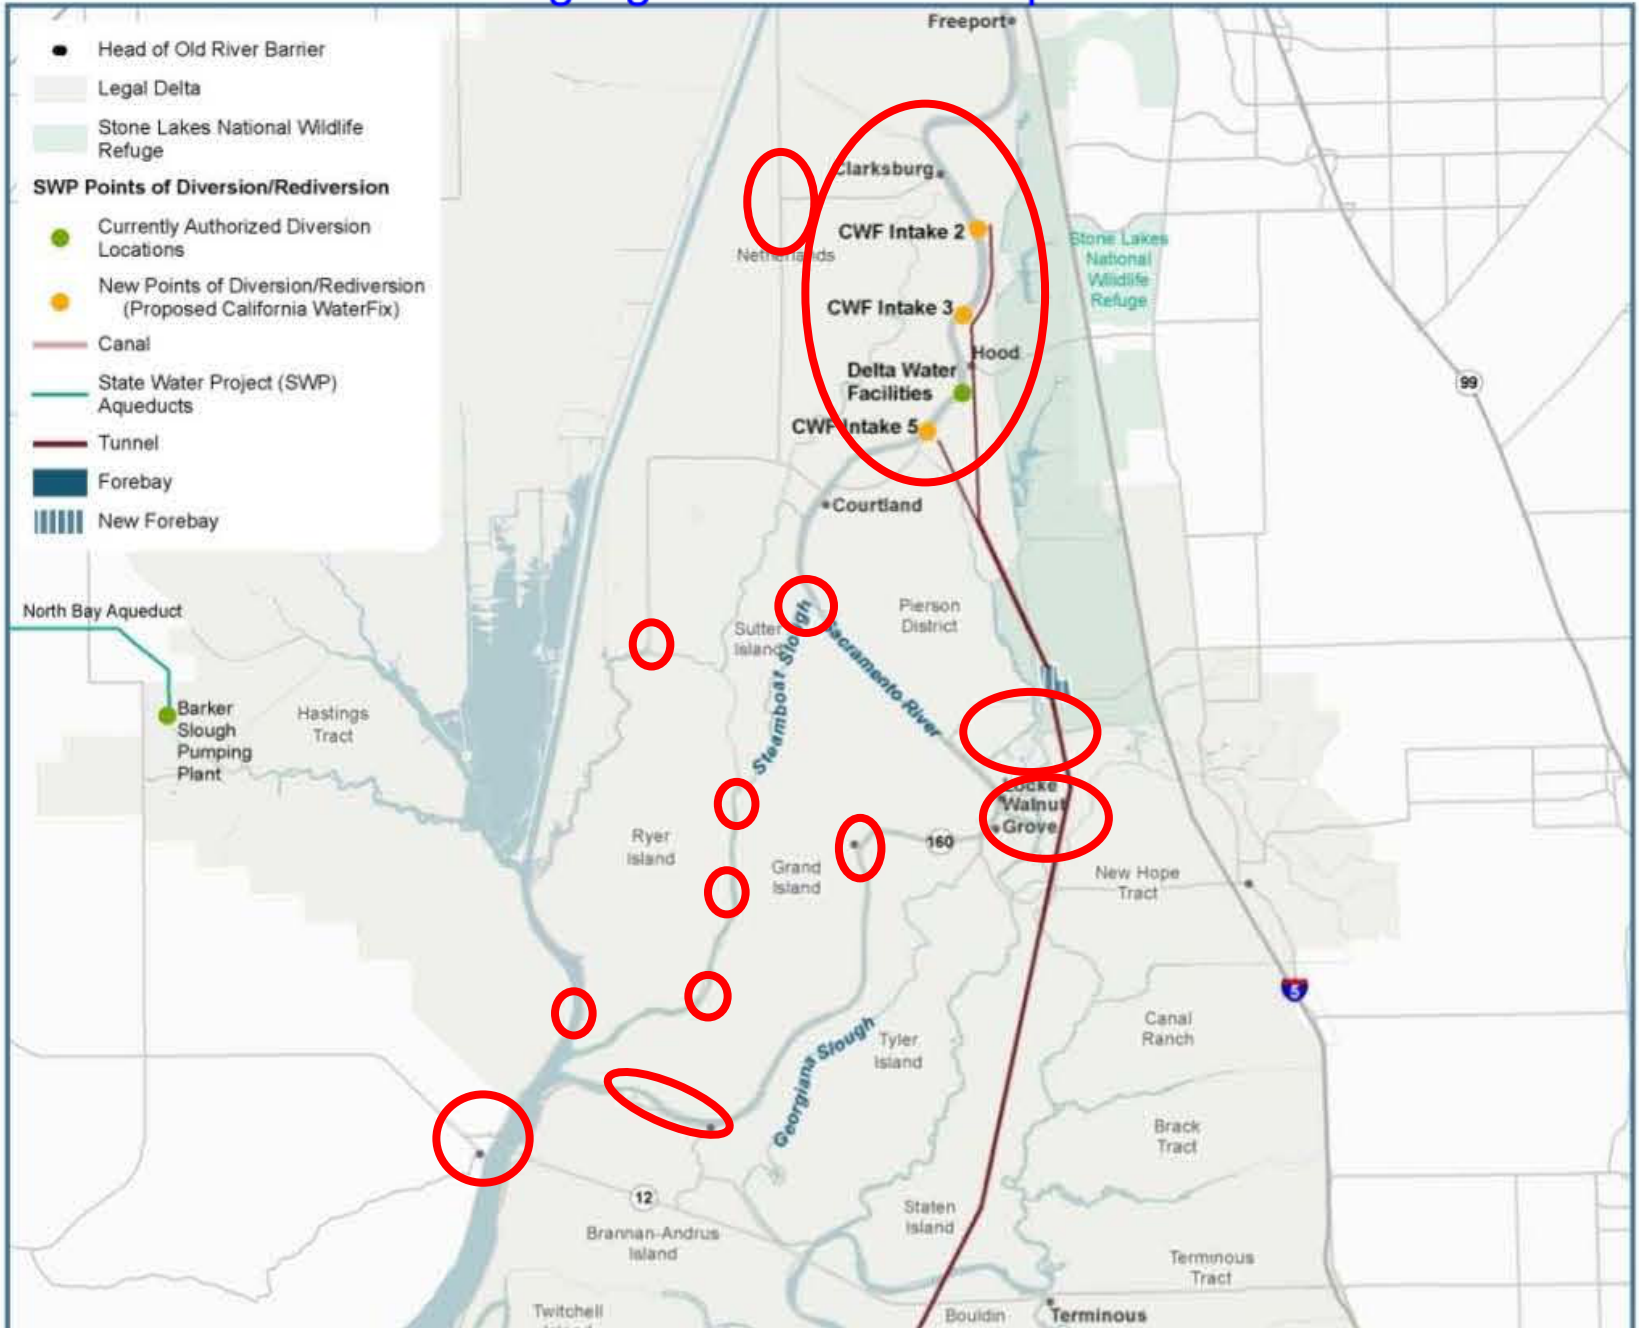 Head of Old River Barrier
Legal Delta
Stone Lakes National Wildlife
Refuge
SWP Points of Diversion/Rediversion
Currently Authorized Diversion
Locations
New Points of Diversion/Rediversion
(Proposed California WaterFix)
Canal
State Water Project (SWP)
Aqueducts
Tunnel
Forebay
New Forebay
Freeport
Clarksburg
CWF Intake 2
Netherlands
Stone Lakes
National
Wildlife
Refuge
CWF Intake 3
Hood
Delta Water
Facilities
99
CWF Intake 5
Courtland
North Bay Aqueduct
Pierson
District
Sutter
Island
Steamboat Slough
Sacramento River
Barker
Slough
Pumping
Plant
Hastings
Tract
Locke
Walnut
Grove
160
Ryer
Island
Grand
Island
New Hope
Tract
5
Canal
Ranch
Tyler
Island
Georgiana Slough
Brack
Tract
12
Staten
Island
Brannan-Andrus
Island
Terminous
Tract
Twitchell
Bouldin
Terminous